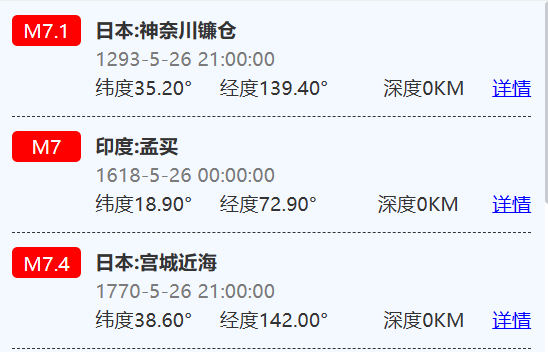 M7.1 日本:神奈川镰仓
1293-5-26 21:00:00
纬度35.20° 经度139.40° 深度0KM 详情
M7 印度:孟买
1618-5-26 00:00:00
纬度18.90° 经度72.90° 深度0KM 详情
M7.4 日本:宫城近海
1770-5-26 21:00:00
纬度38.60° 经度142.00° 深度0KM 详情